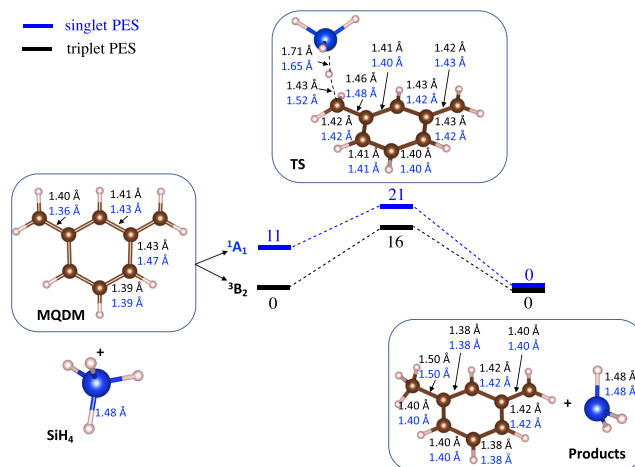 singlet PES
triplet PES
1.71 Å
1.65 Å
1.43 Å
1.52 Å
1.46 Å
1.48 Å
1.41 Å
1.40 Å
1.43 Å
1.42 Å
1.42 Å
1.43 Å
1.42 Å
1.42 Å
1.43 Å
1.42 Å
1.41 Å
1.41 Å
1.40 Å
1.40 Å
TS
1.40 Å
1.36 Å
1.41 Å
1.43 Å
1.43 Å
1.47 Å
1.39 Å
1.39 Å
MQDM
+
1.48 Å
SiH₄
¹A₁
11
³B₂
0
21
16
0
0
1.50 Å
1.50 Å
1.38 Å
1.38 Å
1.40 Å
1.40 Å
1.42 Å
1.42 Å
1.40 Å
1.40 Å
1.42 Å
1.42 Å
1.40 Å
1.40 Å
1.38 Å
1.38 Å
+
1.48 Å
1.48 Å
Products